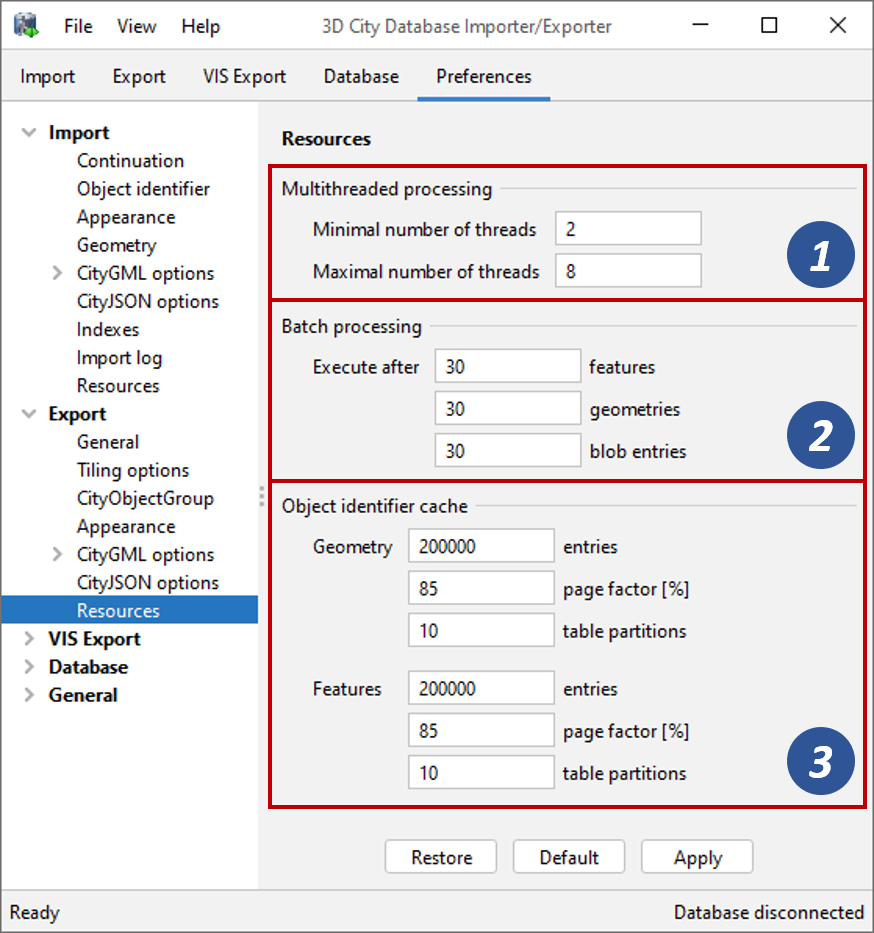 File View Help 3D City Database Importer/Exporter
Import Export VIS Export Database Preferences
Import
Continuation
Object identifier
Appearance
Geometry
CityGML options
CityJSON options
Indexes
Import log
Resources
Export
General
Tiling options
CityObjectGroup
Appearance
CityGML options
CityJSON options
Resources
VIS Export
Database
General
Resources
Multithreaded processing
Minimal number of threads 2
Maximal number of threads 8
1
Batch processing
Execute after 30 features
30 geometries
30 blob entries
2
Object identifier cache
Geometry 200000 entries
85 page factor [%]
10 table partitions
Features 200000 entries
85 page factor [%]
10 table partitions
3
Restore Default Apply
Ready Database disconnected